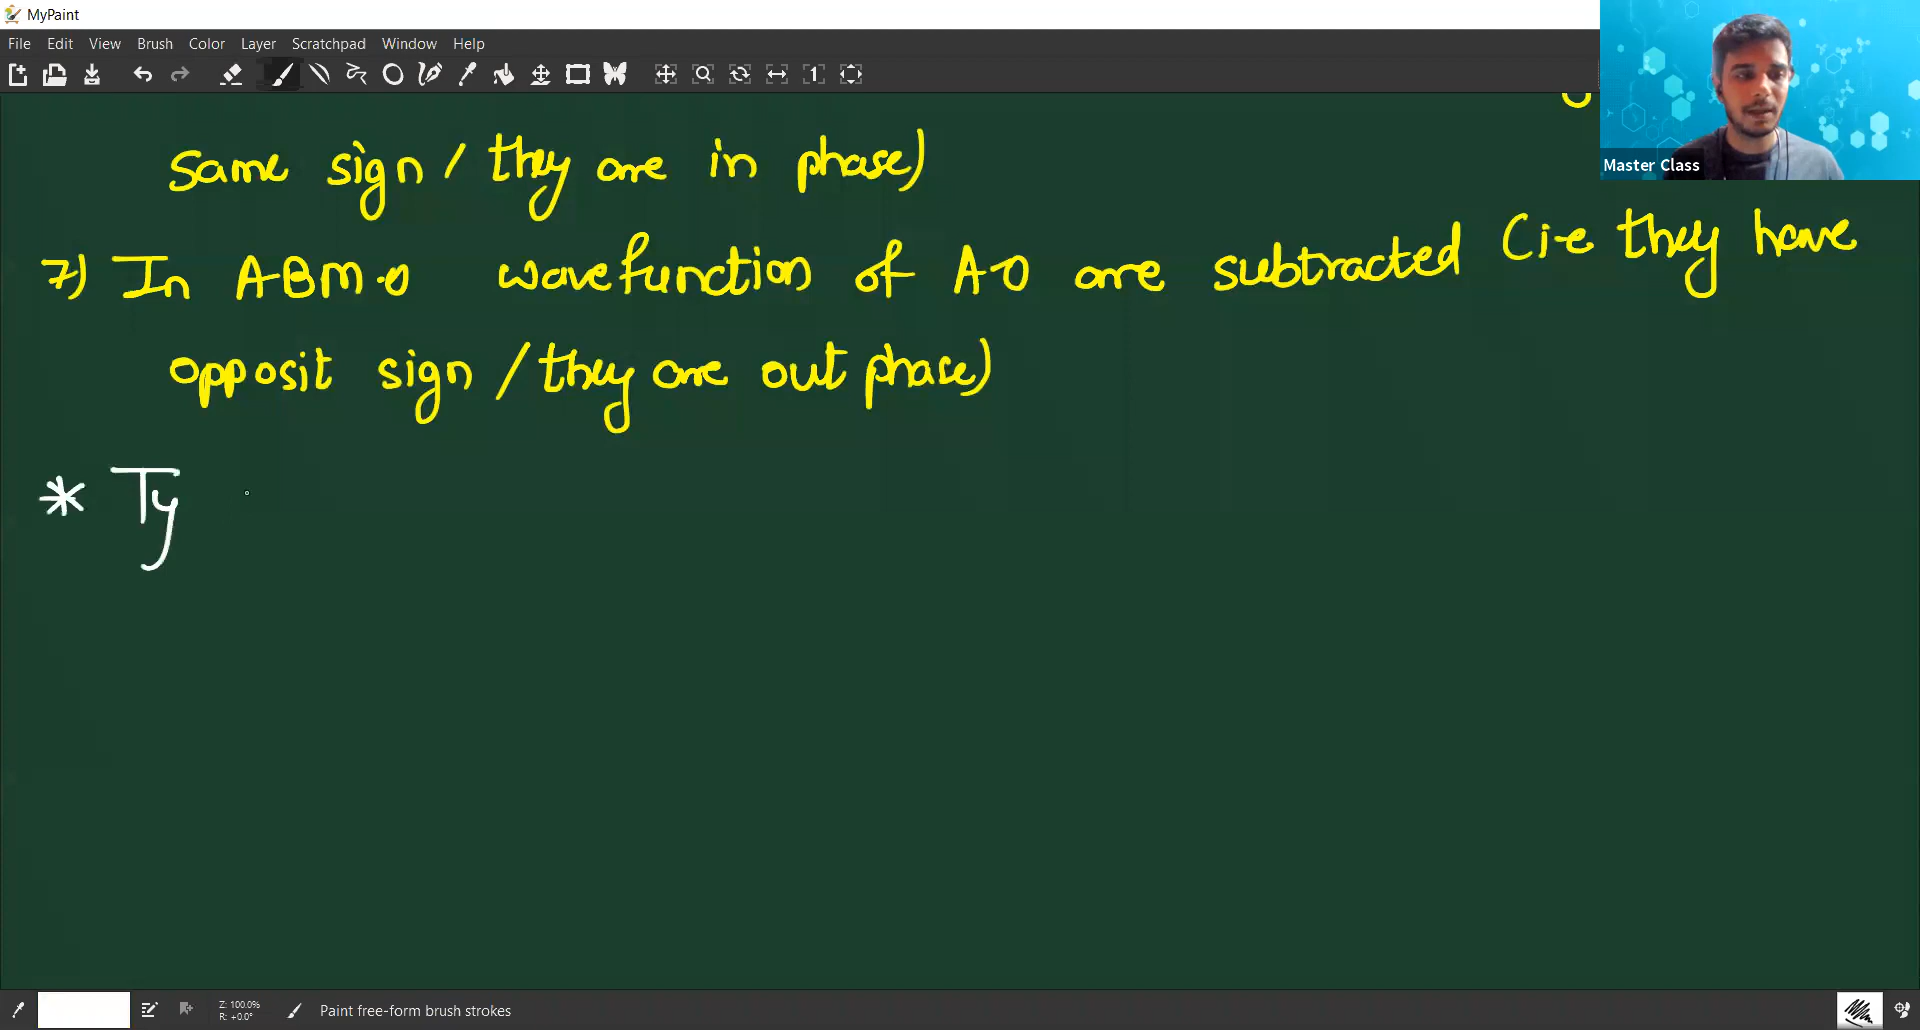 MyPaint
File Edit View Brush Color Layer Scratchpad Window Help
Master Class
same sign / they are in phase)
7) In A-BM.O wavefunction of A-O are subtracted (i-e they have
opposit sign / they are out phase)
* Ty
Z: 100.0%
R: +0.0°
Paint free-form brush strokes